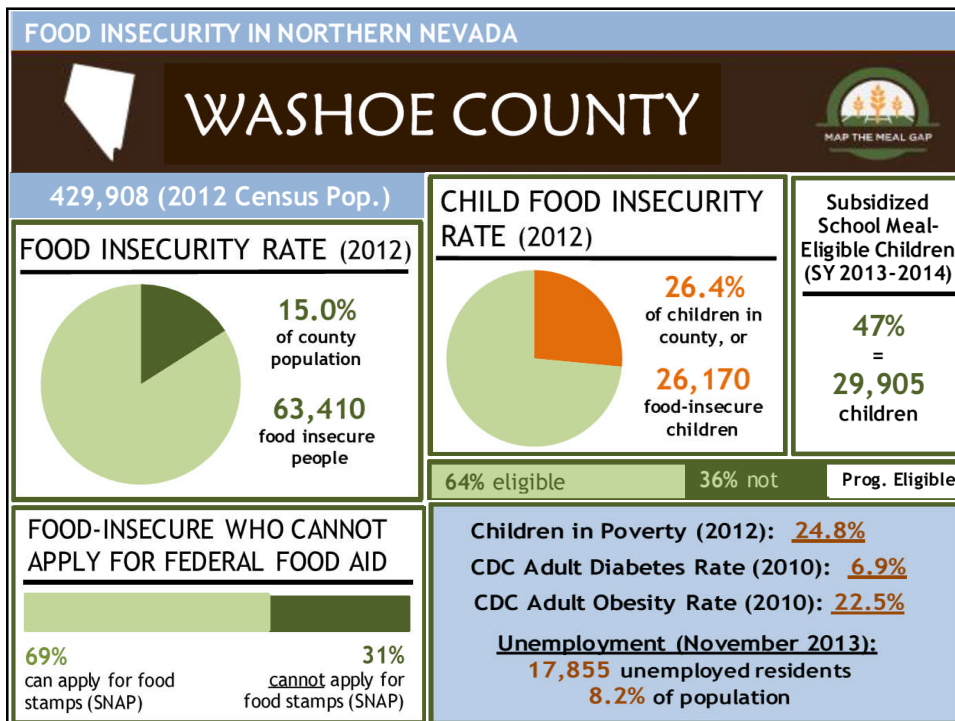 FOOD INSECURITY IN NORTHERN NEVADA
WASHOE COUNTY
MAP THE MEAL GAP
429,908 (2012 Census Pop.)
FOOD INSECURITY RATE (2012)
15.0%
of county
population
63,410
food insecure
people
CHILD FOOD INSECURITY
RATE (2012)
26.4%
of children in
county, or
26,170
food-insecure
children
Subsidized
School Meal-
Eligible Children
(SY 2013-2014)
47%
=
29,905
children
64% eligible
36% not
Prog. Eligible
FOOD-INSECURE WHO CANNOT
APPLY FOR FEDERAL FOOD AID
69%
can apply for food
stamps (SNAP)
31%
cannot apply for
food stamps (SNAP)
Children in Poverty (2012): 24.8%
CDC Adult Diabetes Rate (2010): 6.9%
CDC Adult Obesity Rate (2010): 22.5%
Unemployment (November 2013):
17,855 unemployed residents
8.2% of population